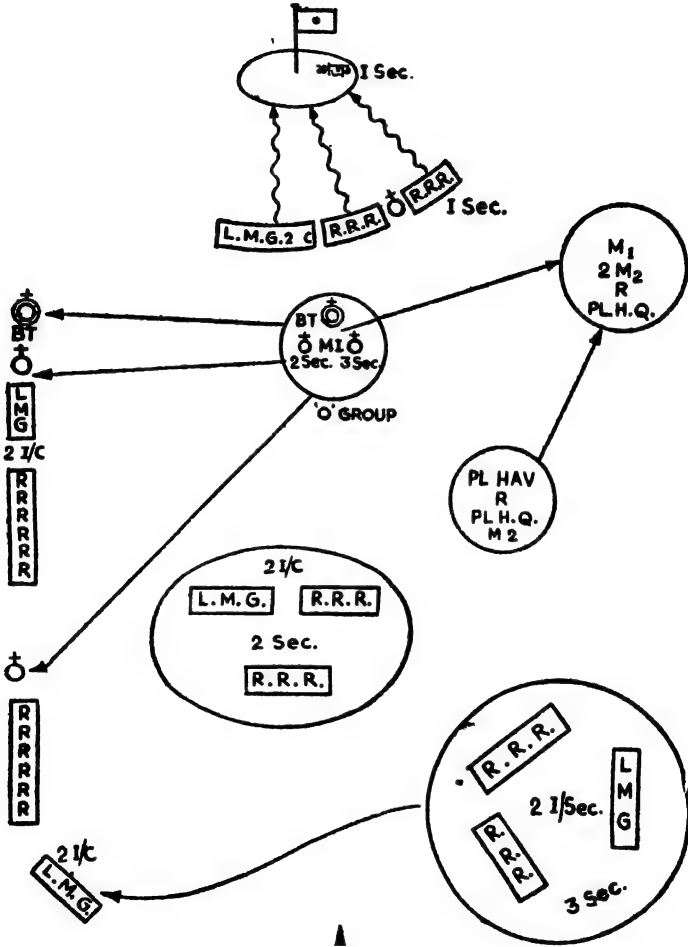 I Sec.
L.M.G. 2 C
R.R.R.
R.R.R.
I Sec.
M1
2 M2
R
PL.H.Q.
BT
MI
2 Sec. 3 Sec.
'O' GROUP
BT
L
M
G
2 I/C
R
R
R
R
R
R
PL HAV
R
PL H.Q.
M 2
2 I/C
L.M.G. R.R.R.
2 Sec.
R.R.R.
R
R
R
R
R
R
2 I/C
L.M.G.
R.R.R.
2 I/Sec.
L
M
G
R.
R.
R.
3 Sec.